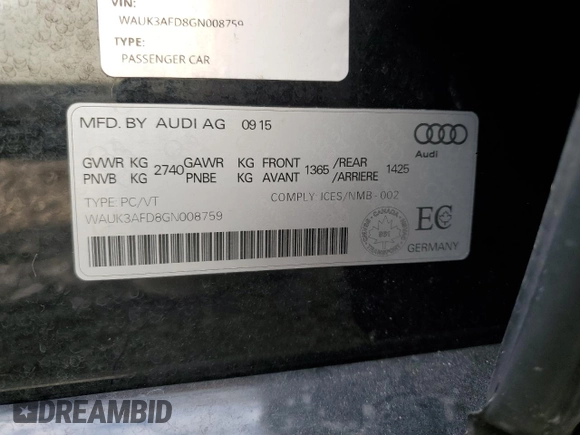 VIN:
WAUK3AFD8GN008759
TYPE:
PASSENGER CAR
MFD. BY AUDI AG 09 15
Audi
GVWR KG 2740 GAWR KG FRONT 1365 /REAR 1425
PNVB KG PNBE KG AVANT /ARRIERE
TYPE PC/VT COMPLY ICES/NMB-002
WAUK3AFD8GN008759
CANADA
EC
GERMANY
DREAMBID